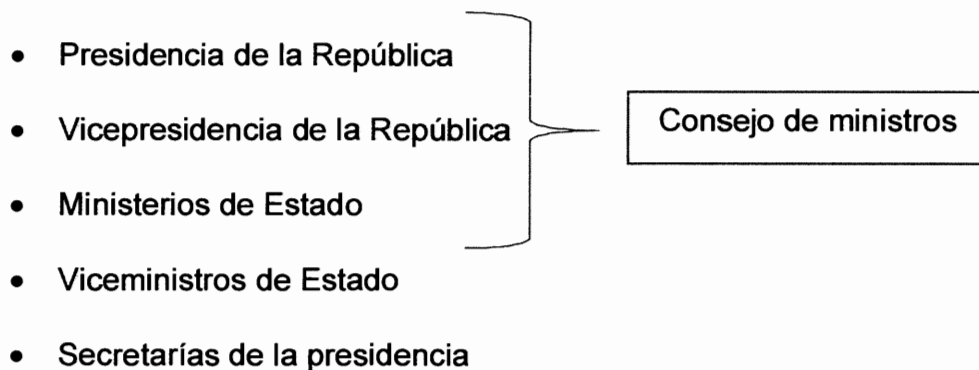 • Presidencia de la República
• Vicepresidencia de la República
Consejo de ministros
• Ministerios de Estado
• Viceministros de Estado
• Secretarías de la presidencia